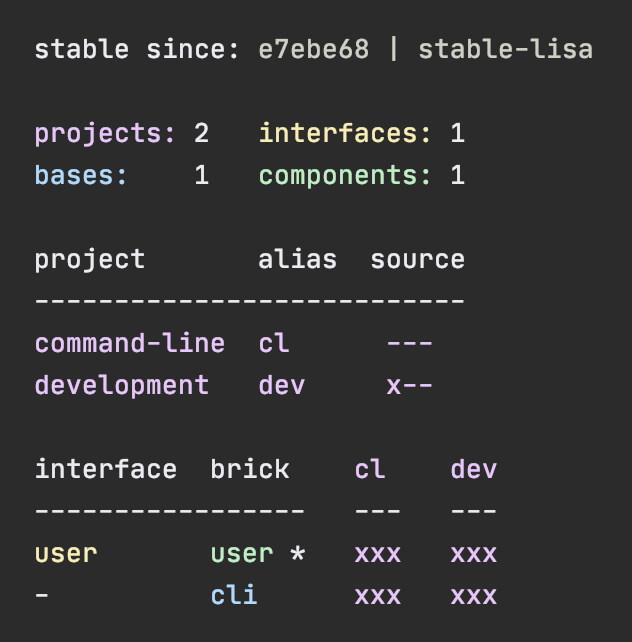 stable since: e7ebe68 | stable-lisa
projects: 2   interfaces: 1
bases:    1   components: 1
project       alias  source
---------------------------
command-line  cl      ---
development   dev     x--
interface  brick    cl    dev
-----------------   ---   ---
user       user *   xxx   xxx
-          cli      xxx   xxx